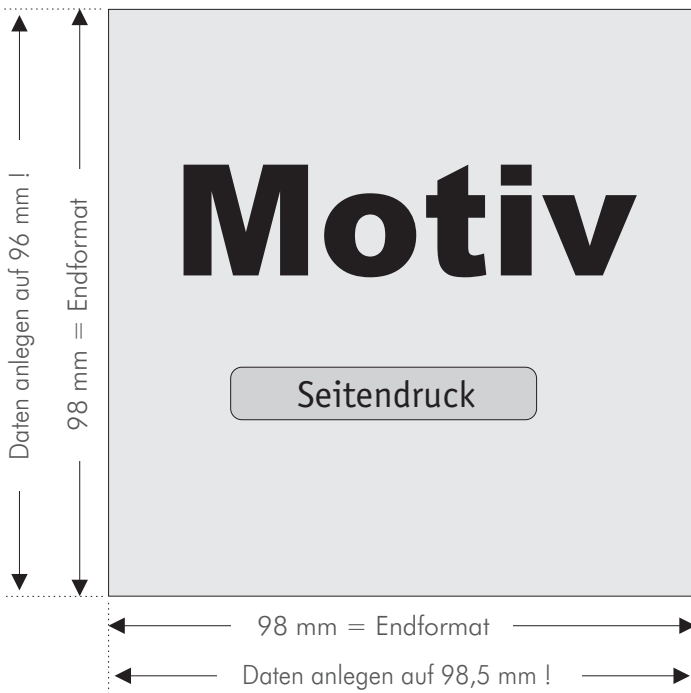 Daten anlegen auf 96 mm !
98 mm = Endformat
Motiv
Seitendruck
98 mm = Endformat
Daten anlegen auf 98,5 mm !